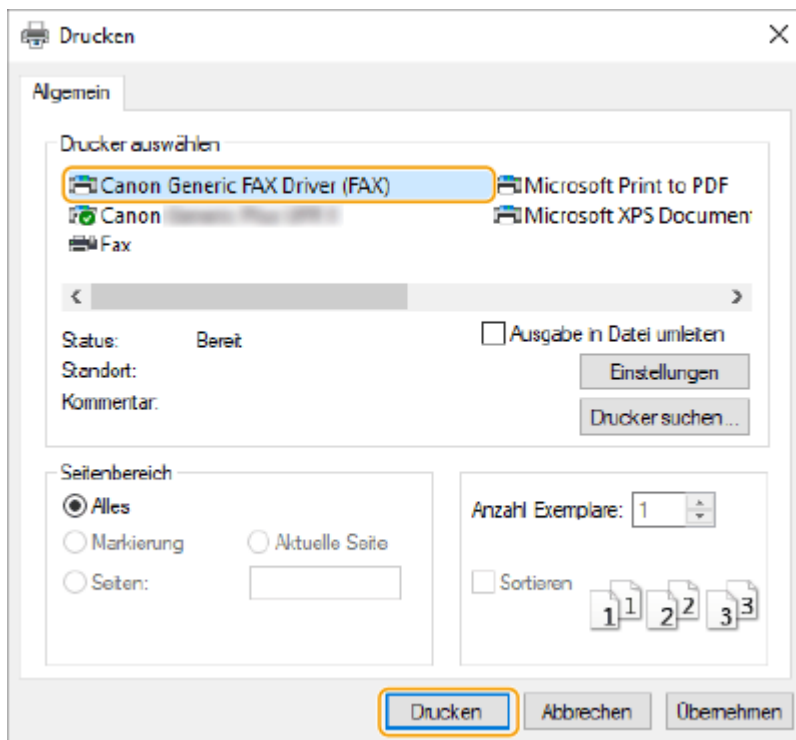 Drucken
Allgemein
Drucker auswählen
Canon Generic FAX Driver (FAX)
Microsoft Print to PDF
Canon
Microsoft XPS Documen
Fax
Status: Bereit
Ausgabe in Datei umleiten
Standort:
Einstellungen
Kommentar:
Drucker suchen...
Seitenbereich
Alles
Anzahl Exemplare: 1
Markierung
Aktuelle Seite
Seiten:
Sortieren
1 1 2 2 3 3
Drucken
Abbrechen
Übernehmen